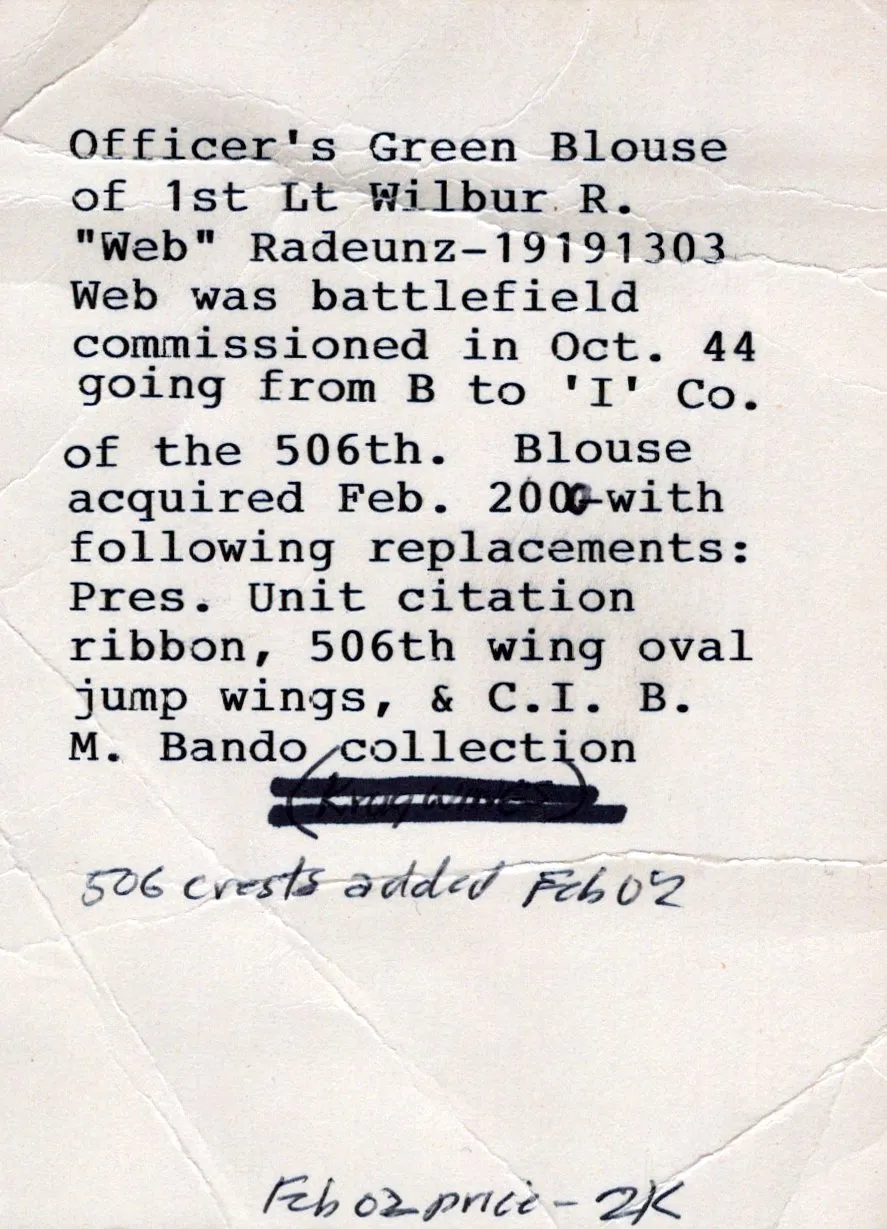 Officer's Green Blouse
of 1st Lt Wilbur R.
"Web" Radeunz-19191303
Web was battlefield
commissioned in Oct. 44
going from B to 'I' Co.
of the 506th. Blouse
acquired Feb. 2000-with
following replacements:
Pres. Unit citation
ribbon, 506th wing oval
jump wings, & C.I. B.
M. Bando collection
506 crests added Feb 02
Feb 02 price - 2K